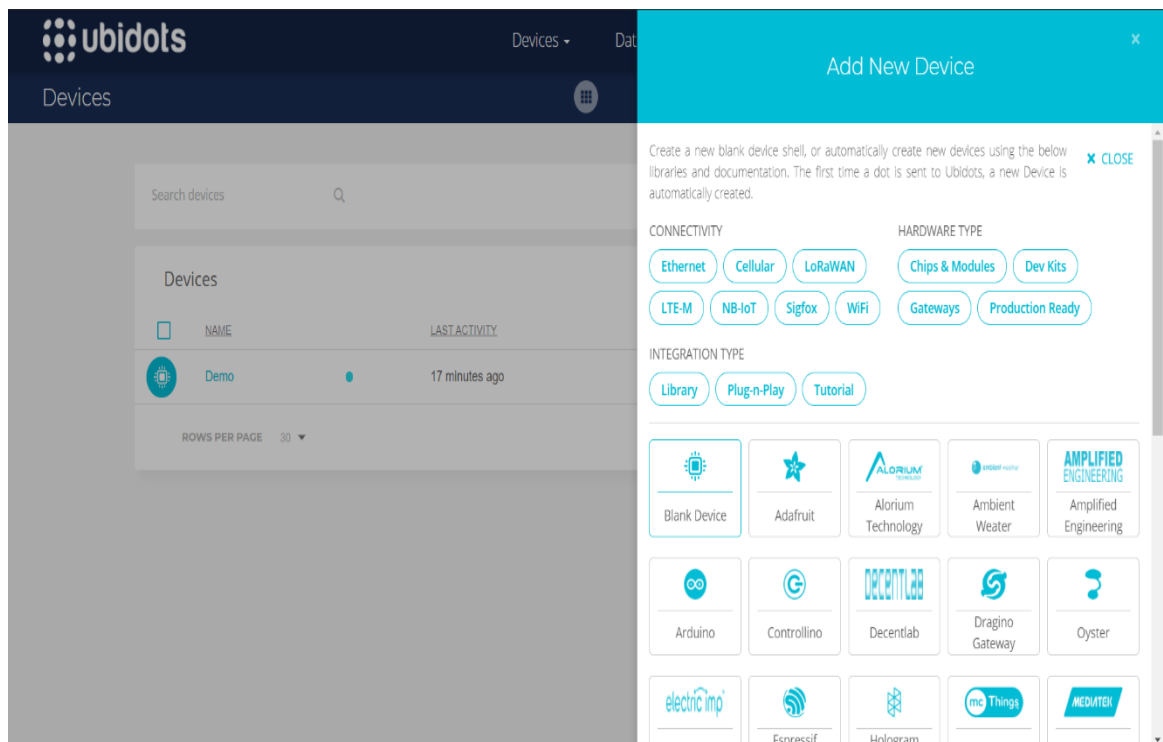 ubidots
Devices
Dat
Devices
Search devices
Devices
NAME
LAST ACTIVITY
Demo
17 minutes ago
ROWS PER PAGE
30
×
Add New Device
Create a new blank device shell, or automatically create new devices using the below
libraries and documentation. The first time a dot is sent to Ubidots, a new Device is
automatically created.
× CLOSE
CONNECTIVITY
Ethernet
Cellular
LoRaWAN
LTE-M
NB-IoT
Sigfox
WiFi
HARDWARE TYPE
Chips & Modules
Dev Kits
Gateways
Production Ready
INTEGRATION TYPE
Library
Plug-n-Play
Tutorial
Blank Device
Adafruit
ALORIUM
TECHNOLOGY
Alorium
Technology
ambient weather
Ambient
Weater
AMPLIFIED
ENGINEERING
Amplified
Engineering
Arduino
Controllino
DECENTLAB
Decentlab
Dragino
Gateway
Oyster
electric imp
Espressif
Hologram
mc Things
MEDIATEK